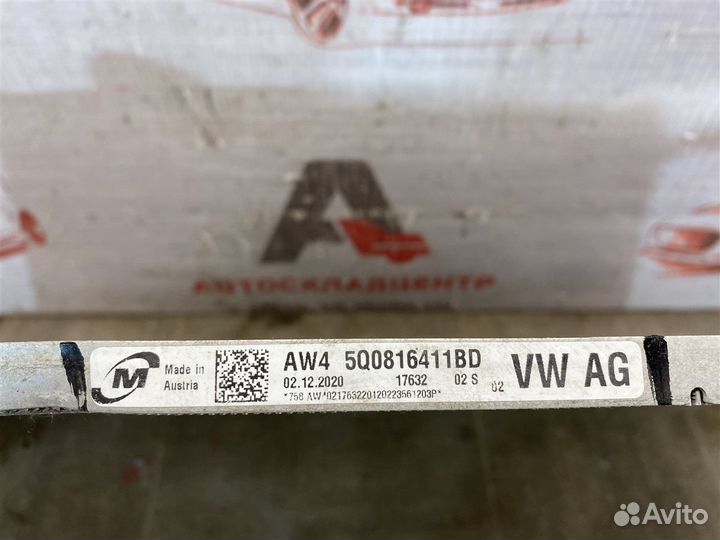 A
АВТОСКЛАДЦЕНТР
M
Made in
Austria
AW4 5Q0816411BD
02.12.2020 17632 02 S
02
VW AG
Avito